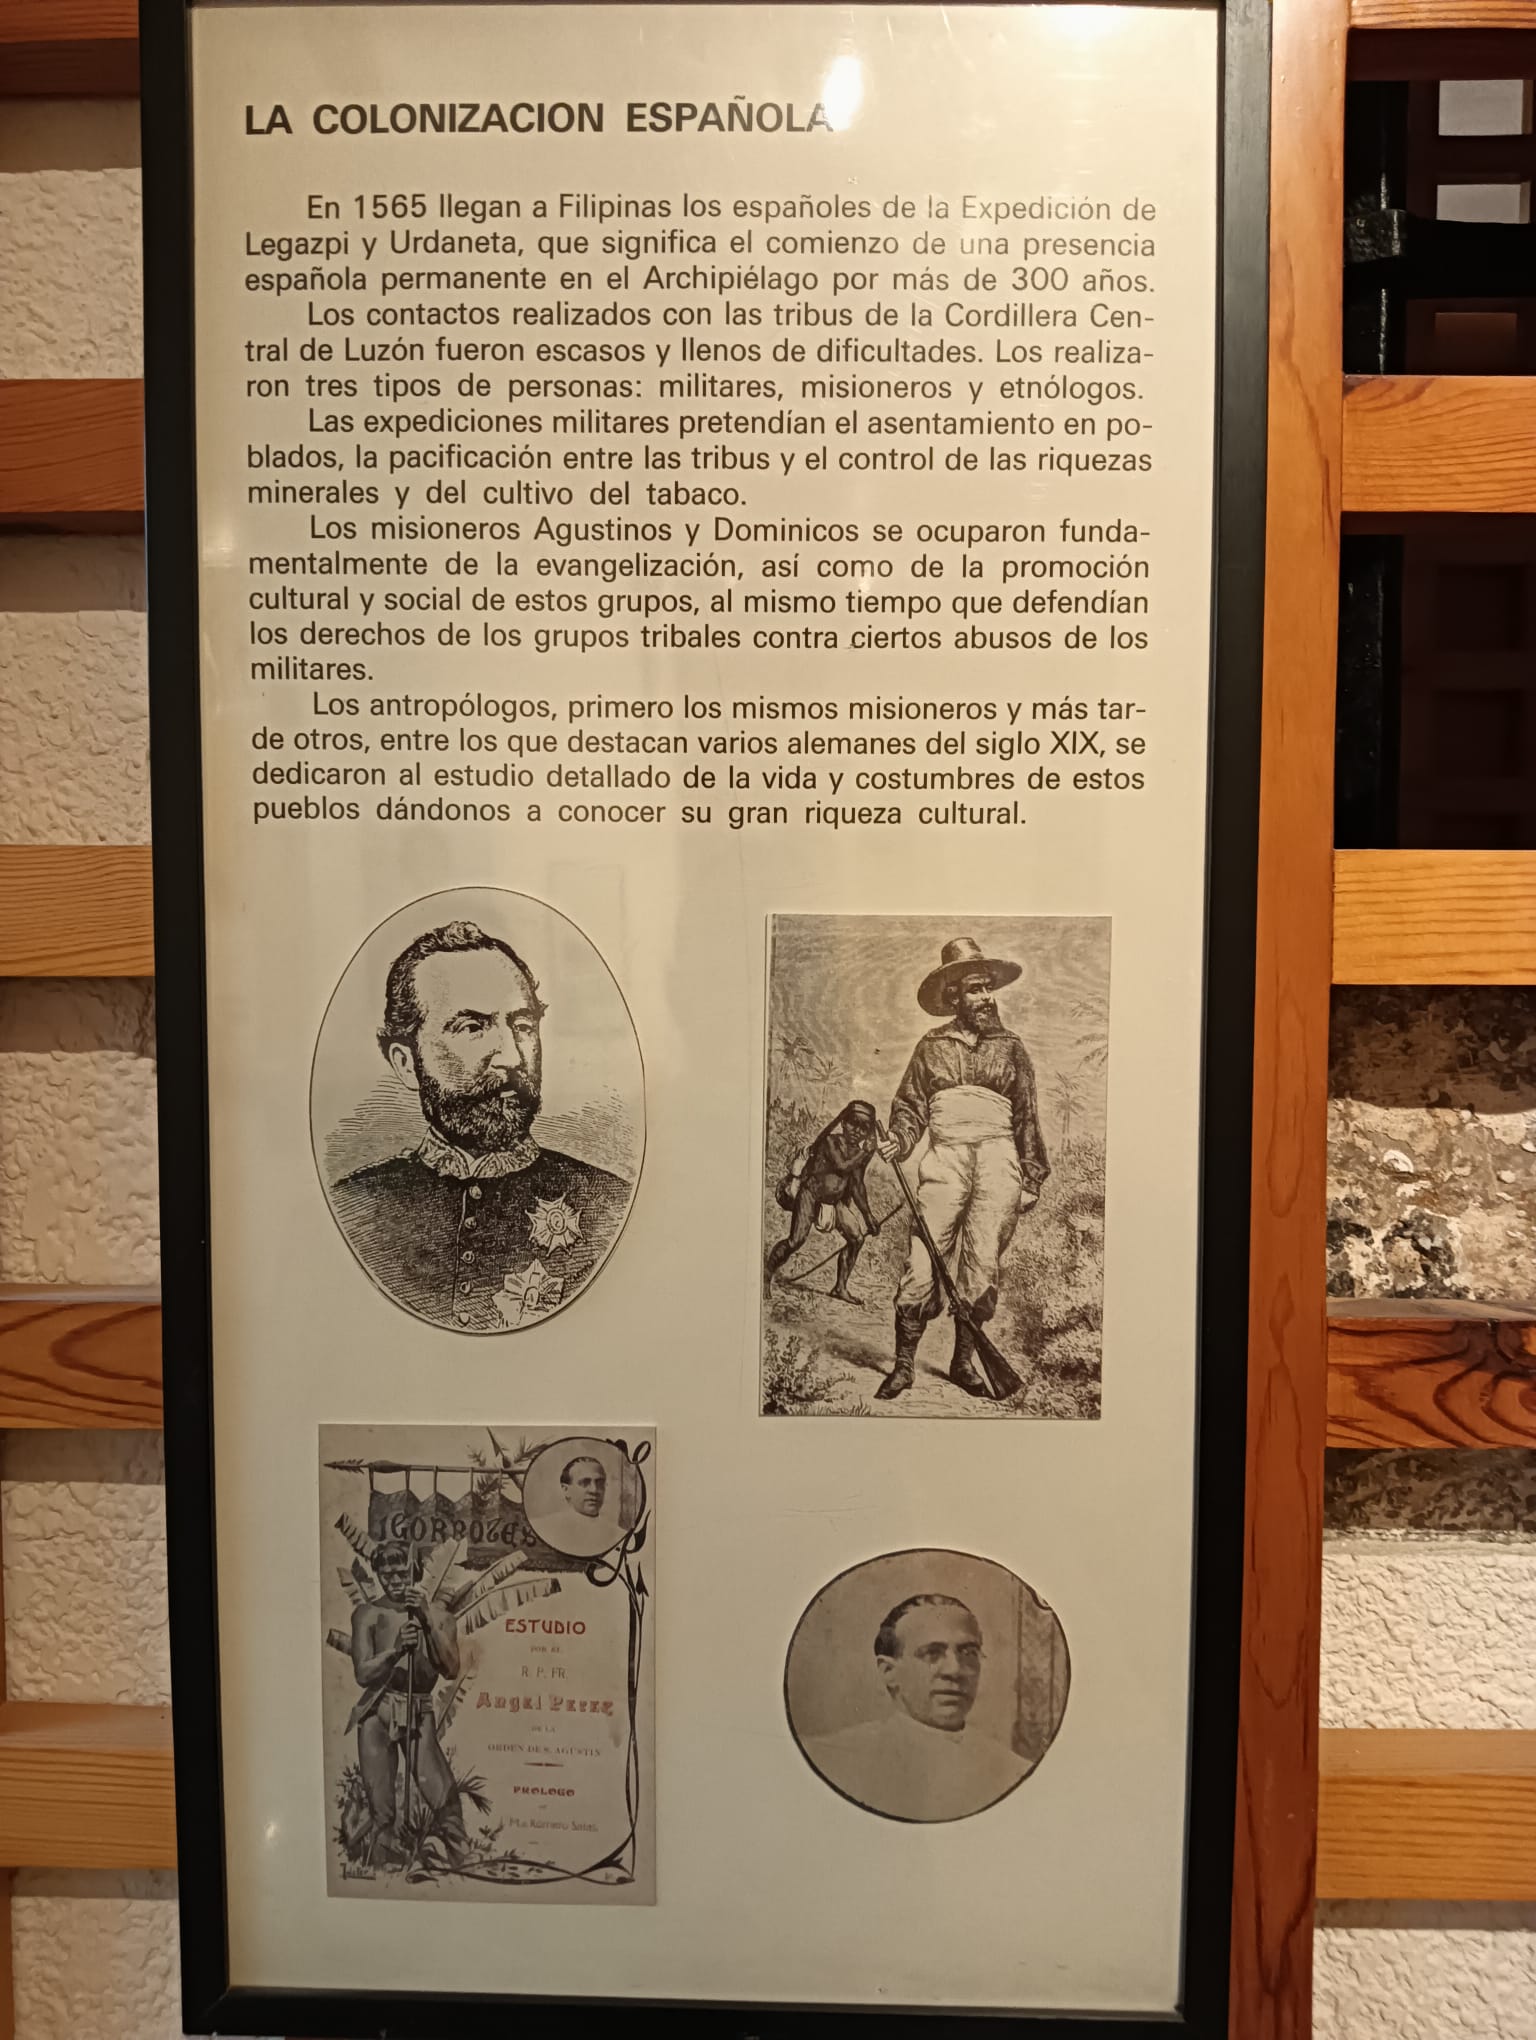 LA COLONIZACION ESPAÑOLA
En 1565 llegan a Filipinas los españoles de la Expedición de
Legazpi y Urdaneta, que significa el comienzo de una presencia
española permanente en el Archipiélago por más de 300 años.
Los contactos realizados con las tribus de la Cordillera Cen-
tral de Luzón fueron escasos y llenos de dificultades. Los realiza-
ron tres tipos de personas: militares, misioneros y etnólogos.
Las expediciones militares pretendían el asentamiento en po-
blados, la pacificación entre las tribus y el control de las riquezas
minerales y del cultivo del tabaco.
Los misioneros Agustinos y Dominicos se ocuparon funda-
mentalmente de la evangelización, así como de la promoción
cultural y social de estos grupos, al mismo tiempo que defendían
los derechos de los grupos tribales contra ciertos abusos de los
militares.
Los antropólogos, primero los mismos misioneros y más tar-
de otros, entre los que destacan varios alemanes del siglo XIX, se
dedicaron al estudio detallado de la vida y costumbres de estos
pueblos dándonos a conocer su gran riqueza cultural.
IGORROTES
ESTUDIO
POR EL
R. P. FR.
Angel Perez
DE LA
ORDEN DE S. AGUSTIN
PROLOGO